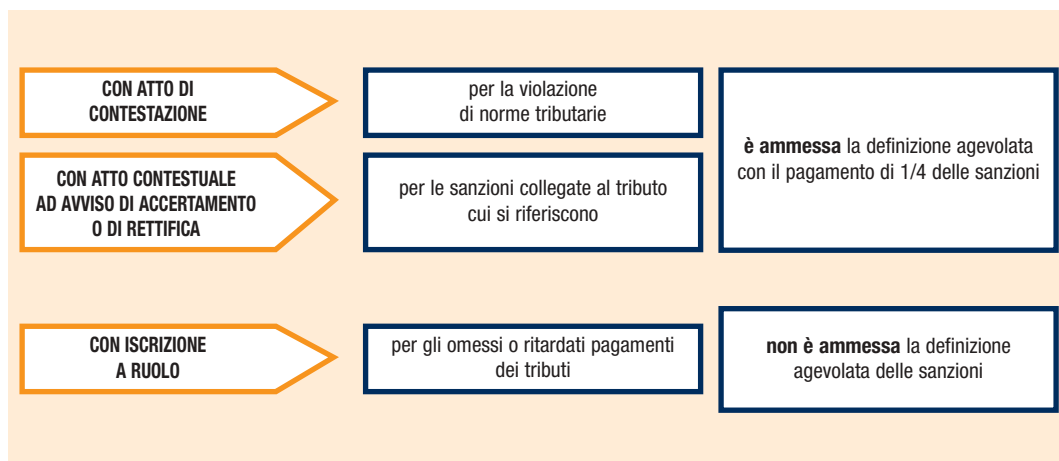 CON ATTO DI
CONTESTAZIONE
per la violazione
di norme tributarie
CON ATTO CONTESTUALE
AD AVVISO DI ACCERTAMENTO
O DI RETTIFICA
per le sanzioni collegate al tributo
cui si riferiscono
è ammessa la definizione agevolata
con il pagamento di 1/4 delle sanzioni
CON ISCRIZIONE
A RUOLO
per gli omessi o ritardati pagamenti
dei tributi
non è ammessa la definizione
agevolata delle sanzioni